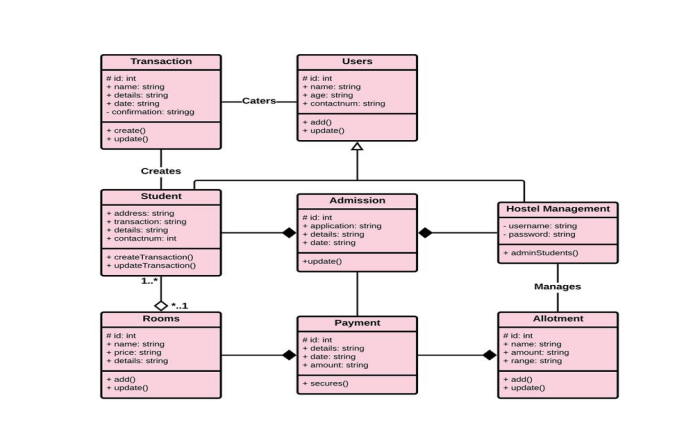 Transaction
# id: int
+ name: string
+ details: string
+ date: string
- confirmation: stringg
+ create()
+ update()
Caters
Users
# id: int
+ name: string
+ age: string
+ contactnum: string
+ add()
+ update()
Creates
Student
+ address: string
+ transaction: string
+ details: string
+ contactnum: int
+ createTransaction()
+ updateTransaction()
Admission
# id: int
+ application: string
+ details: string
+ date: string
+update()
Hostel Management
- username: string
- password: string
+ adminStudents()
1..*
*..1
Manages
Rooms
# id: int
+ name: string
+ price: string
+ details: string
+ add()
+ update()
Payment
# id: int
+ details: string
+ date: string
+ amount: string
+ secures()
Allotment
# id: int
+ name: string
+ amount: string
+ range: string
+ add()
+ update()